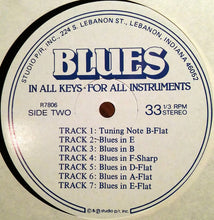 STUDIO P/R, INC., 224 S. LEBANON ST., LEBANON, INDIANA 46052
BLUES
IN ALL KEYS · FOR ALL INSTRUMENTS
R7806
SIDE TWO
33 1/3 RPM
STEREO
TRACK 1: Tuning Note B-Flat
TRACK 2: Blues in E
TRACK 3: Blues in B
TRACK 4: Blues in F-Sharp
TRACK 5: Blues in D-Flat
TRACK 6: Blues in A-Flat
TRACK 7: Blues in E-Flat
© & ℗ studio p/r, inc.